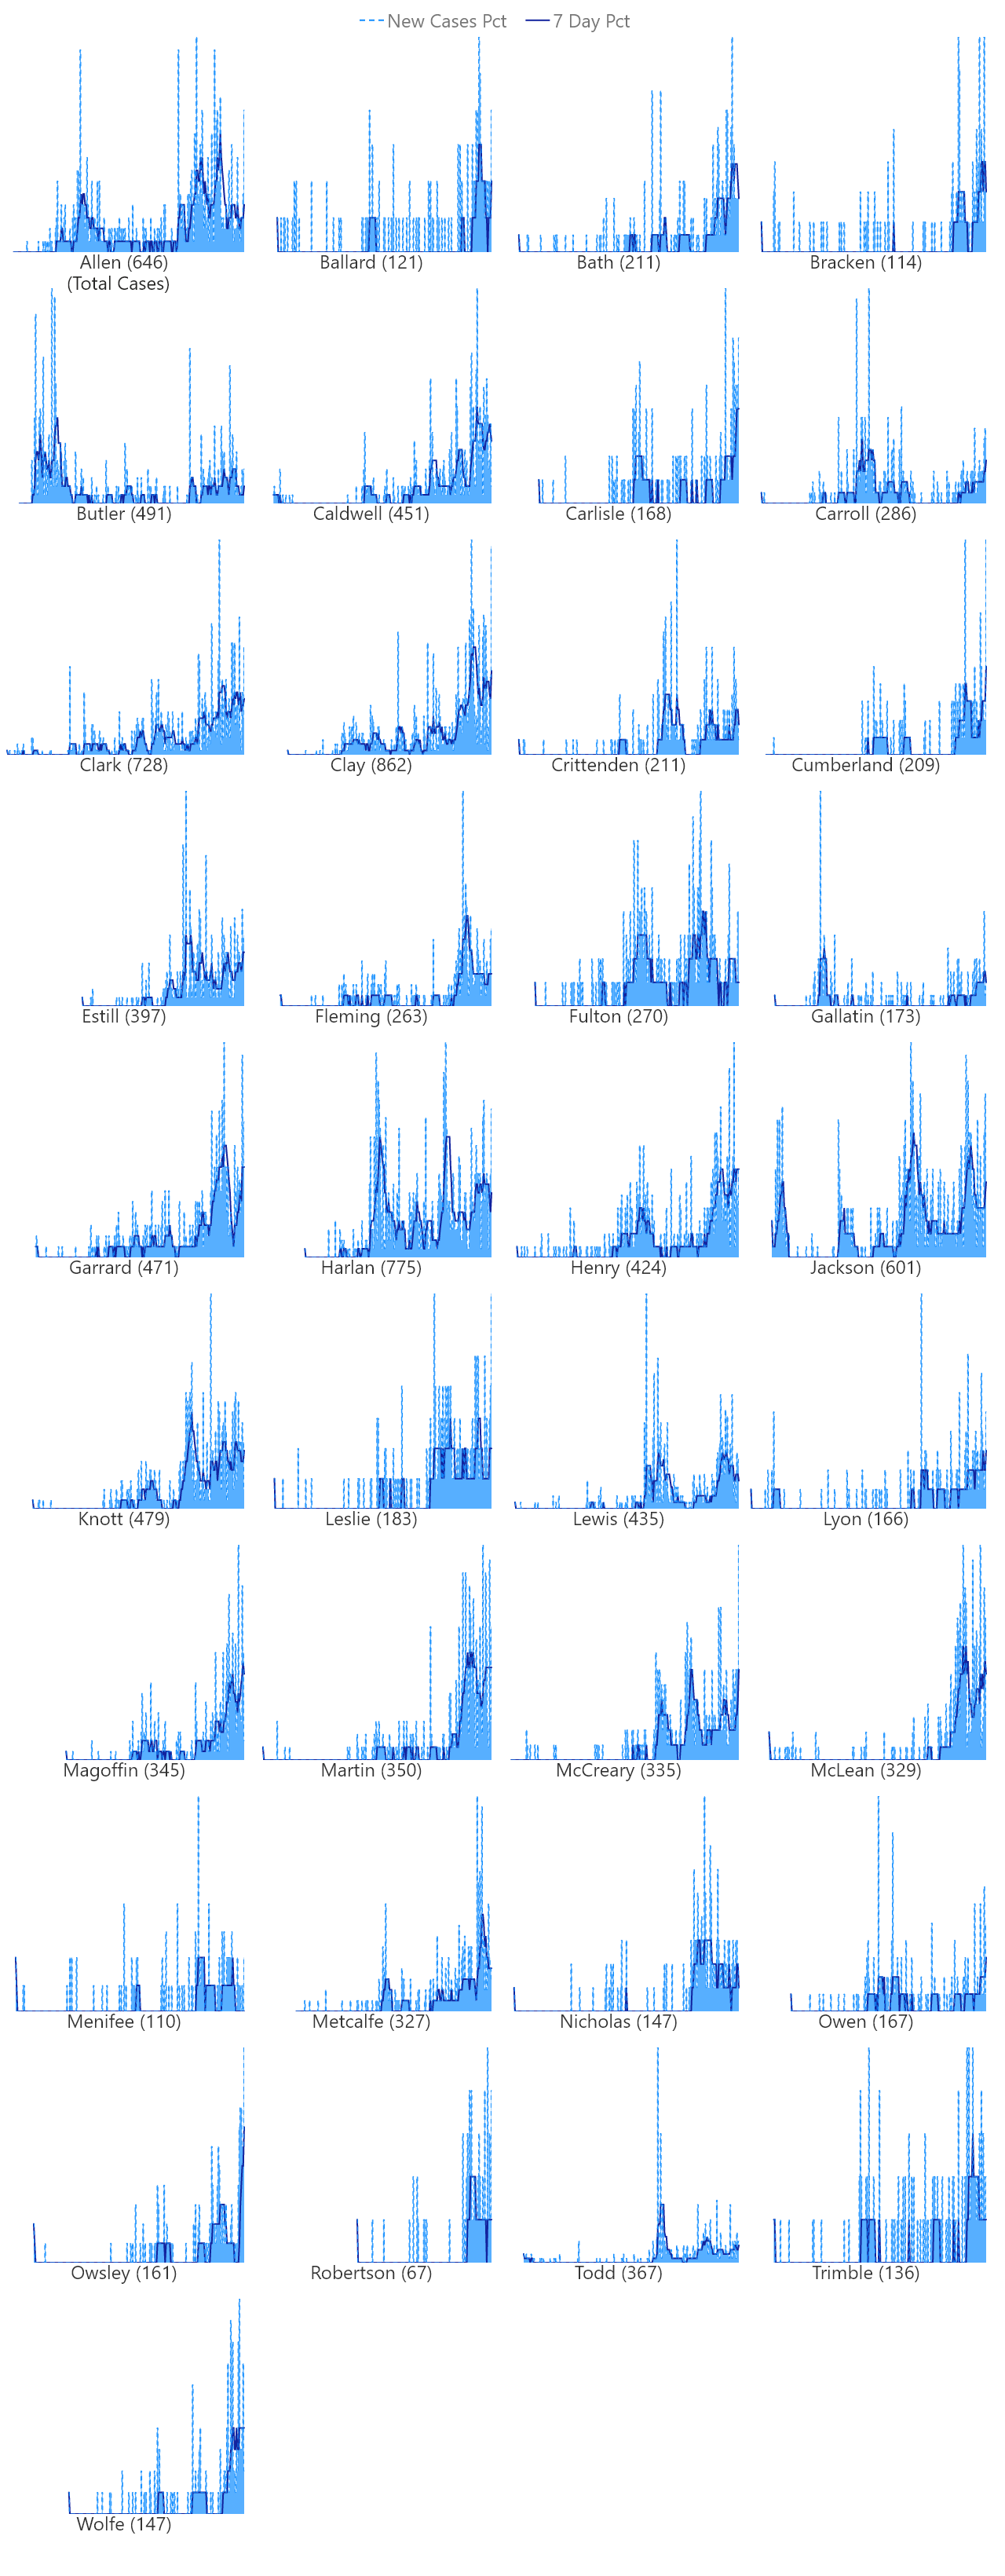 New Cases Pct 7 Day Pct
Allen (646) Ballard (121) Bath (211) Bracken (114)
(Total Cases)
Butler (491) Caldwell (451) Carlisle (168) Carroll (286)
Clark (728) Clay (862) Crittenden (211) Cumberland (209)
Estill (397) Fleming (263) Fulton (270) Gallatin (173)
Garrard (471) Harlan (775) Henry (424) Jackson (601)
Knott (479) Leslie (183) Lewis (435) Lyon (166)
Magoffin (345) Martin (350) McCreary (335) McLean (329)
Menifee (110) Metcalfe (327) Nicholas (147) Owen (167)
Owsley (161) Robertson (67) Todd (367) Trimble (136)
Wolfe (147)